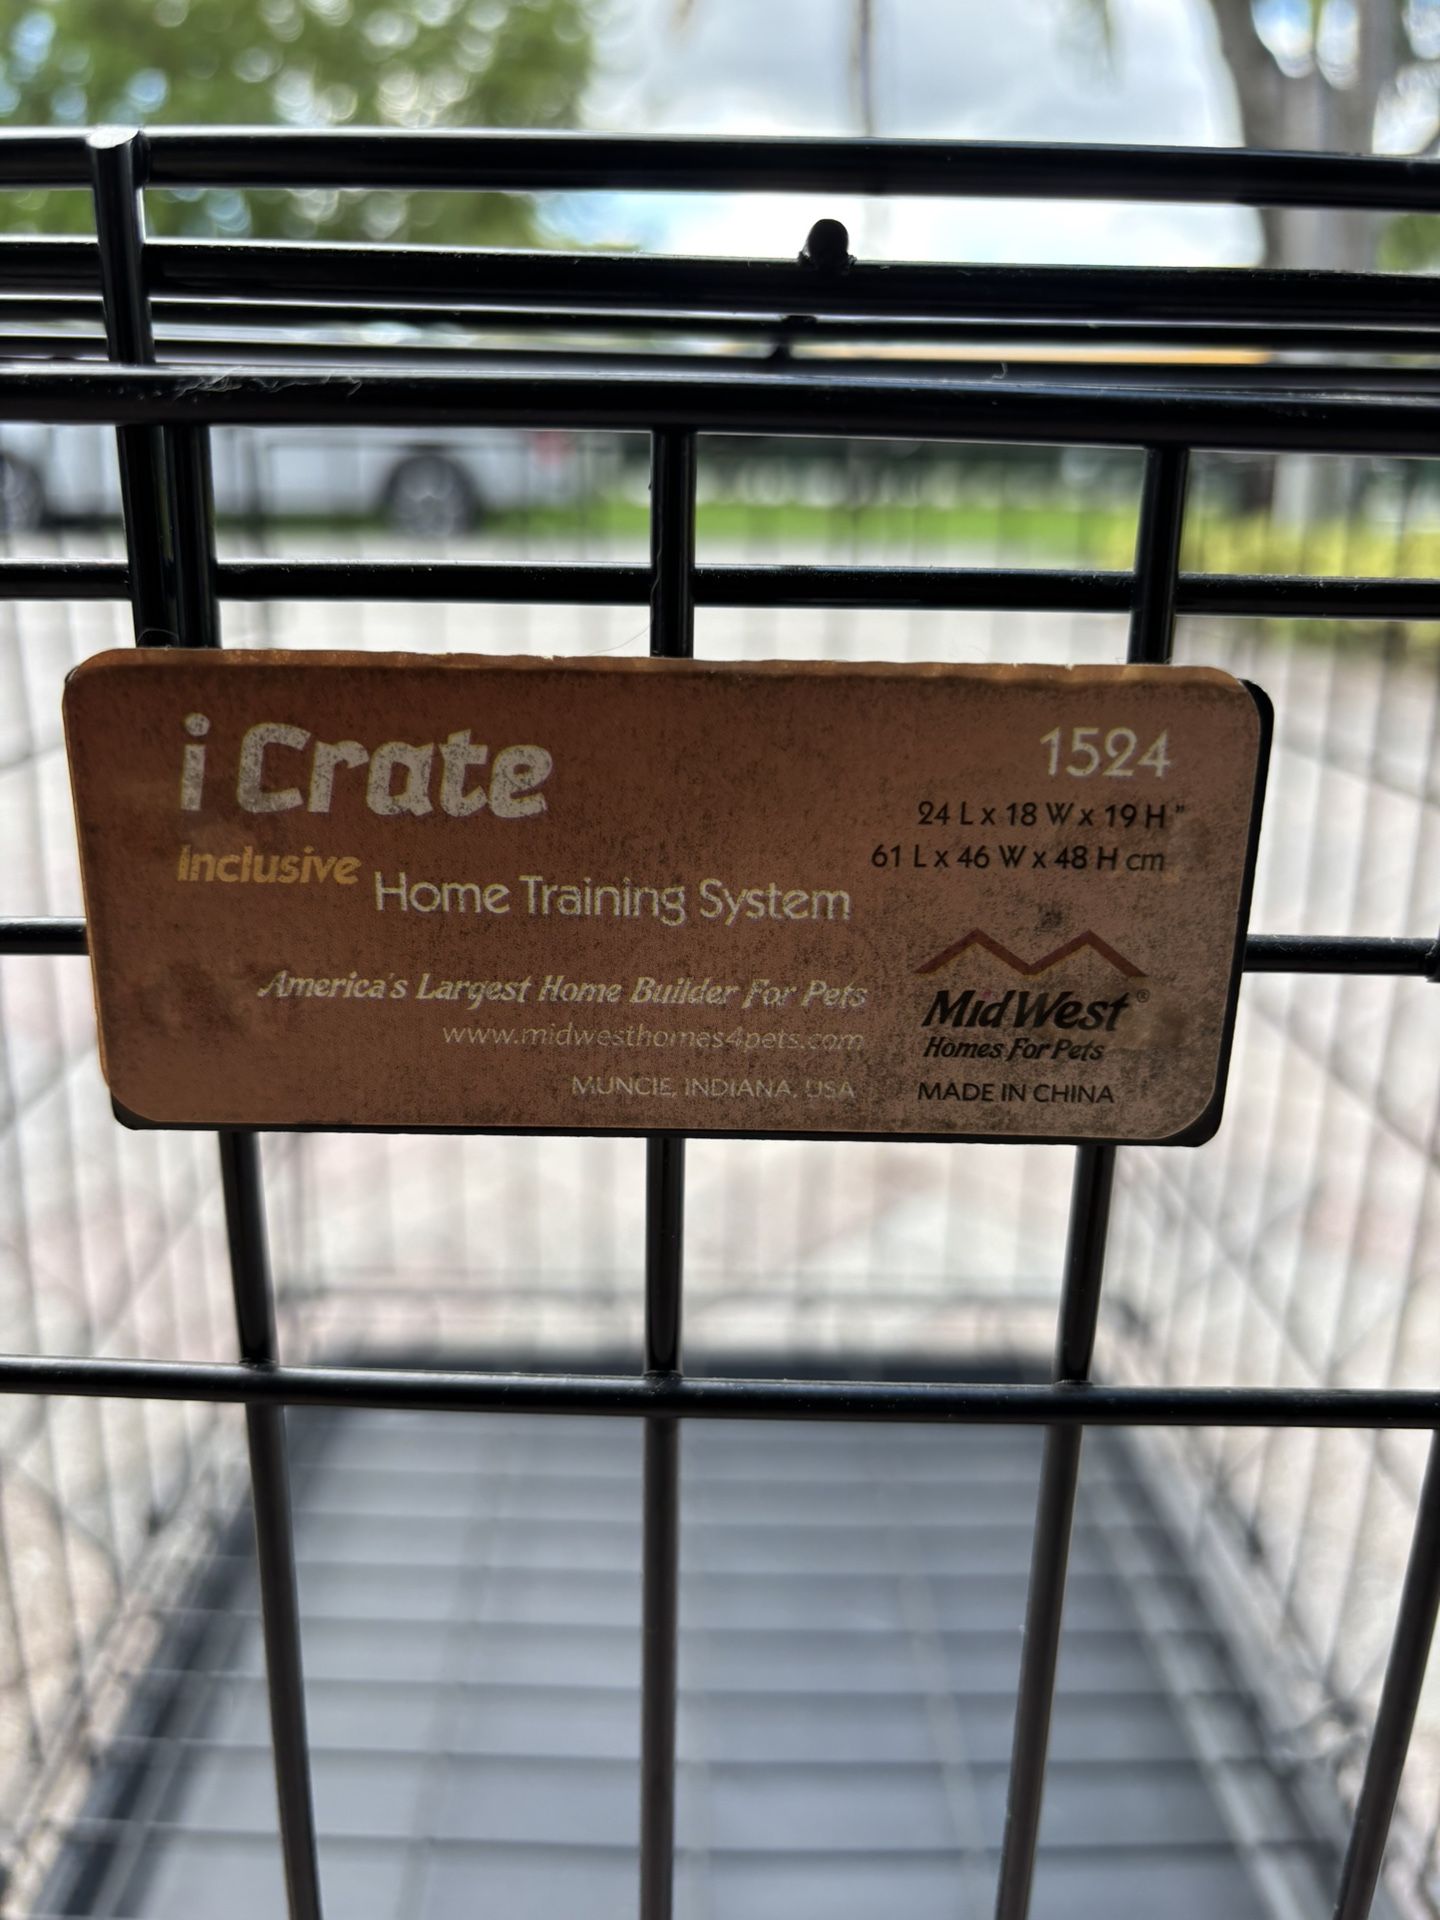 i Crate
Inclusive
Home Training System
America's Largest Home Builder For Pets
www.midwesthomes4pets.com
MUNCIE, INDIANA, USA
1524
24 L x 18 W x 19 H "
61 L x 46 W x 48 H cm
MidWest®
Homes For Pets
MADE IN CHINA